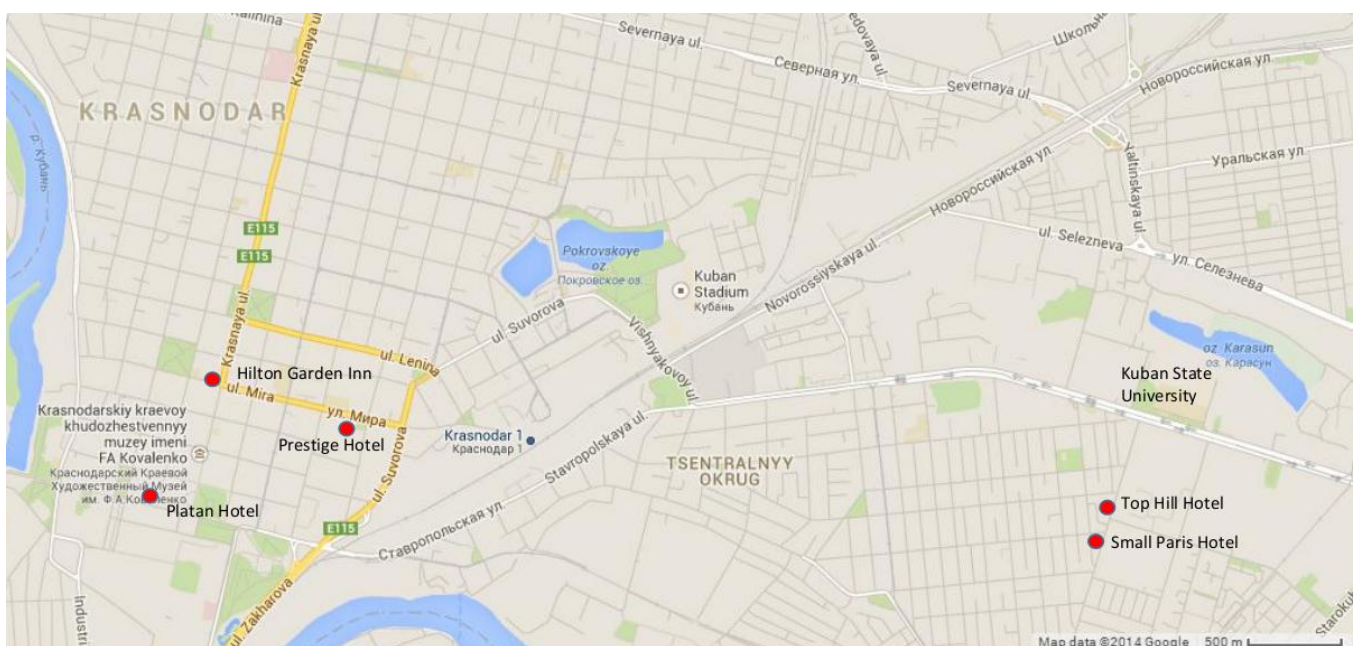 Kalinina
Krasnaya ul.
Severnaya ul.
Severnaya ul.
Северная ул.
Школьная
Новороссийская ул.
KRASNODAR
р. Кубань
Уральская ул.
Yaltinskaya ul.
Новороссийская ул.
E115
E115
ul. Selezneva
ул. Селезнева
Pokrovskoye
oz
Покровское оз.
Kuban
Stadium
Кубань
Novorossiyskaya ul.
Krasnaya ul.
ul. Suvorova
Vishnyakovoy ul.
oz Karasun
оз. Карасун
ul. Lenina
Hilton Garden Inn
Kuban State
University
ul. Mira
ул. Мира
Krasnodarskiy kraevoy
khudozhestvennyy
muzey imeni
FA Kovalenko
Краснодарский Краевой
Художественный Музей
им. Ф.А.Коваленко
Prestige Hotel
ul. Suvorova
Krasnodar 1
Краснодар 1
Stavropolskaya ul.
TSENTRALNYY
OKRUG
Platan Hotel
Top Hill Hotel
E115
Ставропольская ул.
Small Paris Hotel
ul. Zakharova
Industri
Starokub
Map data ©2014 Google
500 m